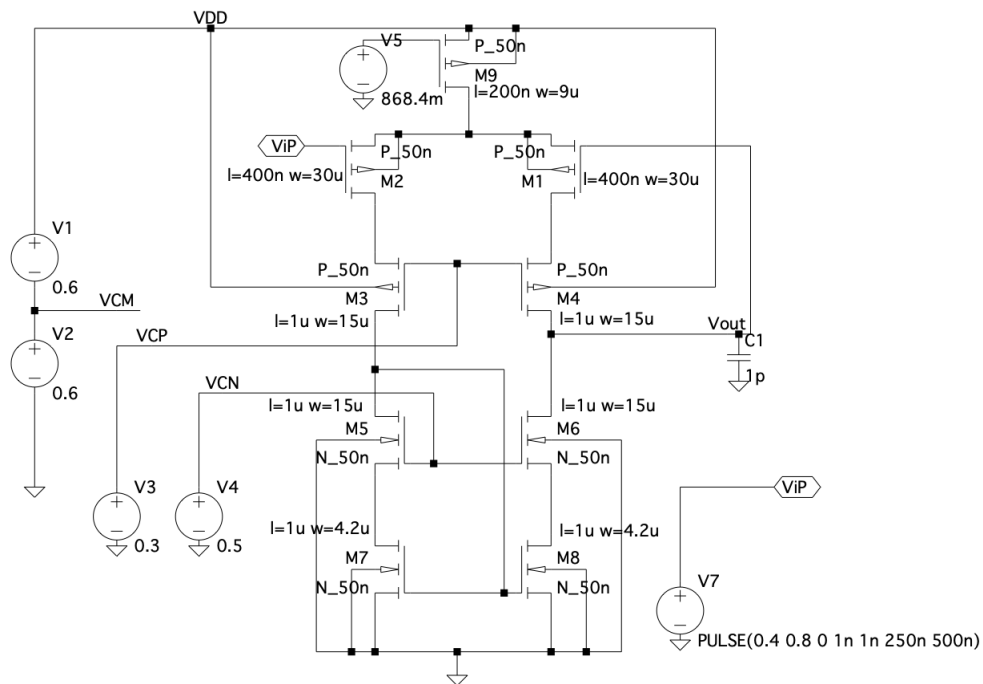 VDD
V5
P_50n
M9
868.4m
l=200n w=9u
ViP
P_50n
P_50n
l=400n w=30u
M2
M1
l=400n w=30u
V1
0.6
P_50n
P_50n
M3
M4
VCM
l=1u w=15u
l=1u w=15u
V2
VCP
Vout
C1
1p
0.6
VCN
l=1u w=15u
l=1u w=15u
M5
M6
N_50n
N_50n
V3
V4
ViP
0.3
0.5
l=1u w=4.2u
l=1u w=4.2u
M7
M8
N_50n
N_50n
V7
PULSE(0.4 0.8 0 1n 1n 250n 500n)